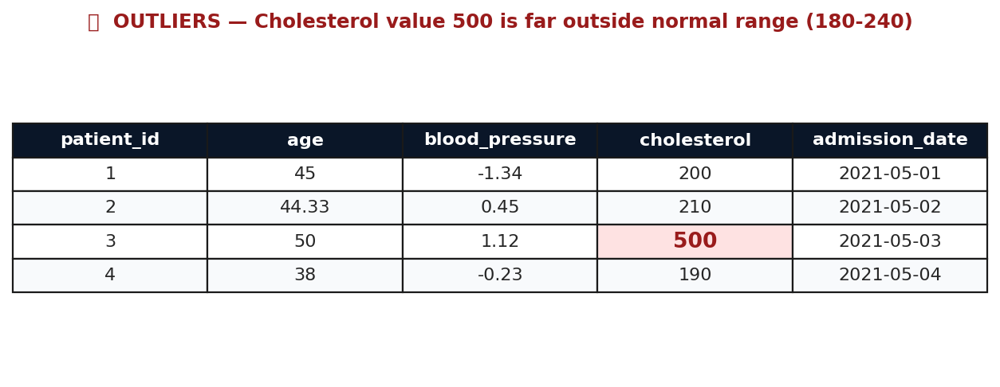 OUTLIERS — Cholesterol value 500 is far outside normal range (180-240)
patient_id age blood_pressure cholesterol admission_date
1 45 -1.34 200 2021-05-01
2 44.33 0.45 210 2021-05-02
3 50 1.12 500 2021-05-03
4 38 -0.23 190 2021-05-04